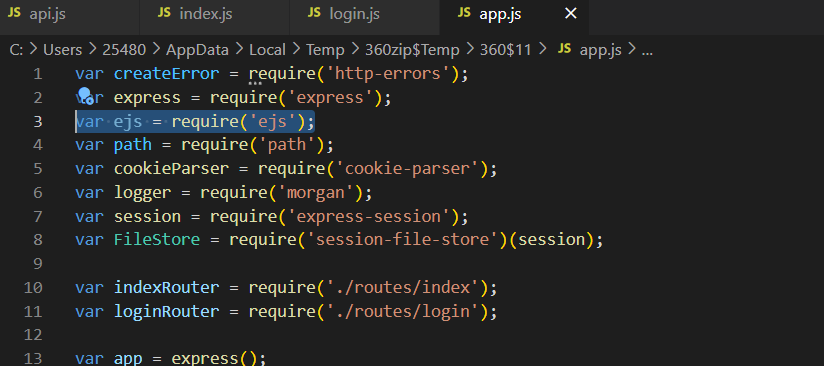 JS api.js JS index.js JS login.js JS app.js ×
C: > Users > 25480 > AppData > Local > Temp > 360zip$Temp > 360$11 > JS app.js > ...
1 var createError = require('http-errors');
2 var express = require('express');
3 var ejs = require('ejs');
4 var path = require('path');
5 var cookieParser = require('cookie-parser');
6 var logger = require('morgan');
7 var session = require('express-session');
8 var FileStore = require('session-file-store')(session);
9
10 var indexRouter = require('./routes/index');
11 var loginRouter = require('./routes/login');
12
13 var app = express();